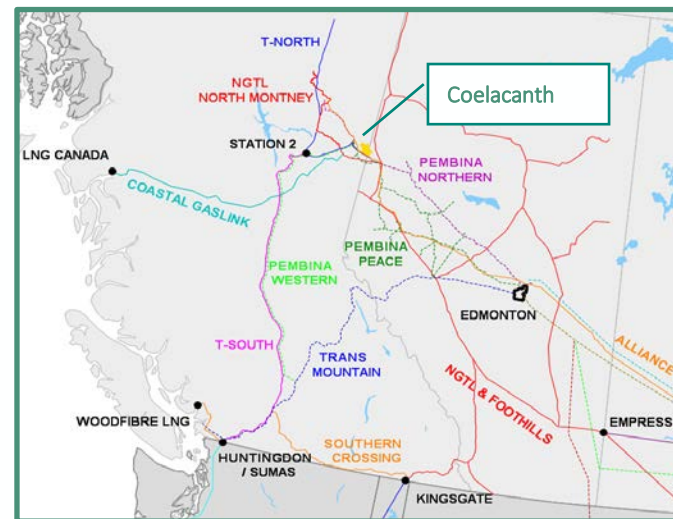 T-NORTH
NGTL
NORTH MONTNEY
Coelacanth
STATION 2
LNG CANADA
PEMBINA
NORTHERN
COASTAL GASLINK
PEMBINA
PEACE
PEMBINA
WESTERN
EDMONTON
ALLIANCE
T-SOUTH
TRANS
MOUNTAIN
NGTL & FOOTHILLS
WOODFIBRE LNG
EMPRESS
HUNTINGDON
/ SUMAS
SOUTHERN
CROSSING
KINGSGATE